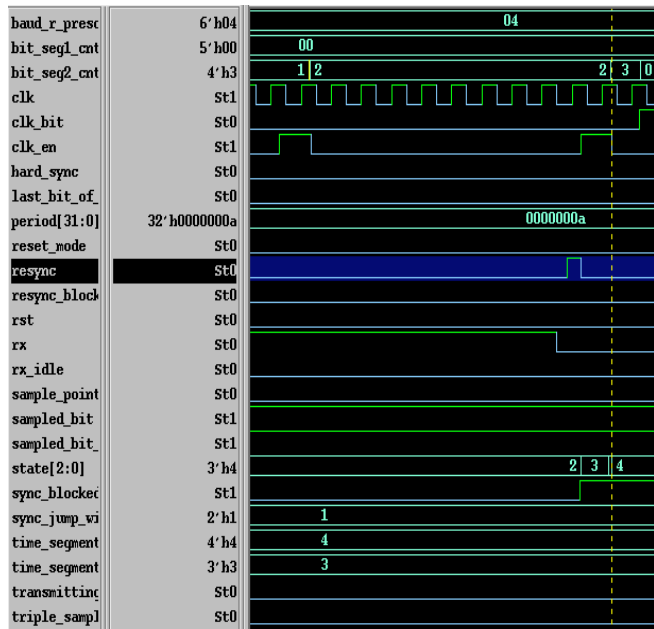 baud_r_presc 6'h04 04
bit_seg1_cnt 5'h00 00
bit_seg2_cnt 4'h3 1 2 2 3 0
clk St1
clk_bit St0
clk_en St1
hard_sync St0
last_bit_of_ St0
period[31:0] 32'h0000000a 0000000a
reset_mode St0
resync St0
resync_block St0
rst St0
rx St0
rx_idle St0
sample_point St0
sampled_bit St1
sampled_bit_ St1
state[2:0] 3'h4 2 3 4
sync_blocked St1
sync_jump_wi 2'h1 1
time_segment 4'h4 4
time_segment 3'h3 3
transmitting St0
triple_sampl St0